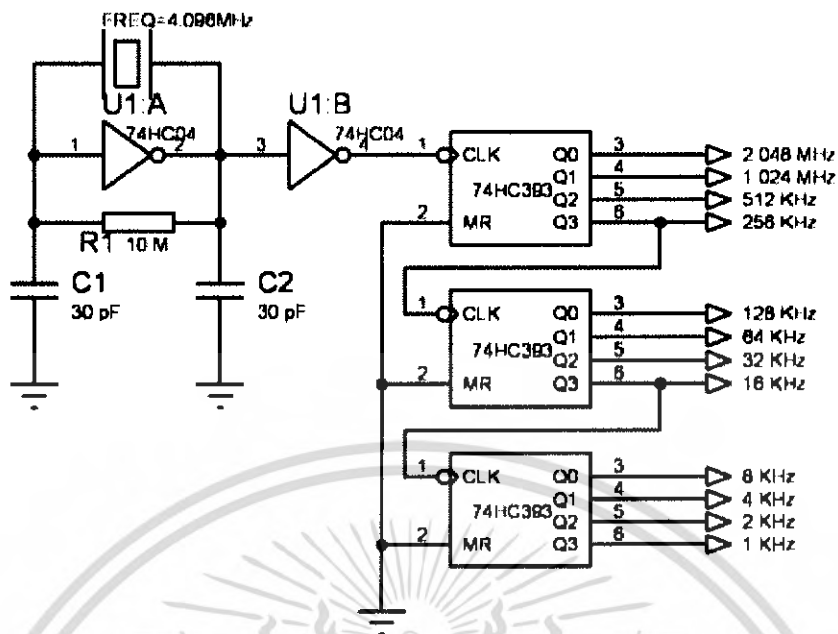 FREQ=4.096MHz
U1:A
74HC04
1
2
R1
10 M
C1
30 pF
C2
30 pF
U1:B
74HC04
3
4
1
CLK
Q0
3
2 048 MHz
Q1
4
1 024 MHz
74HC393
Q2
5
512 KHz
2
MR
Q3
6
256 KHz
1
CLK
Q0
3
128 KHz
Q1
4
64 KHz
74HC393
Q2
5
32 KHz
2
MR
Q3
6
16 KHz
1
CLK
Q0
3
8 KHz
Q1
4
4 KHz
74HC393
Q2
5
2 KHz
2
MR
Q3
6
1 KHz